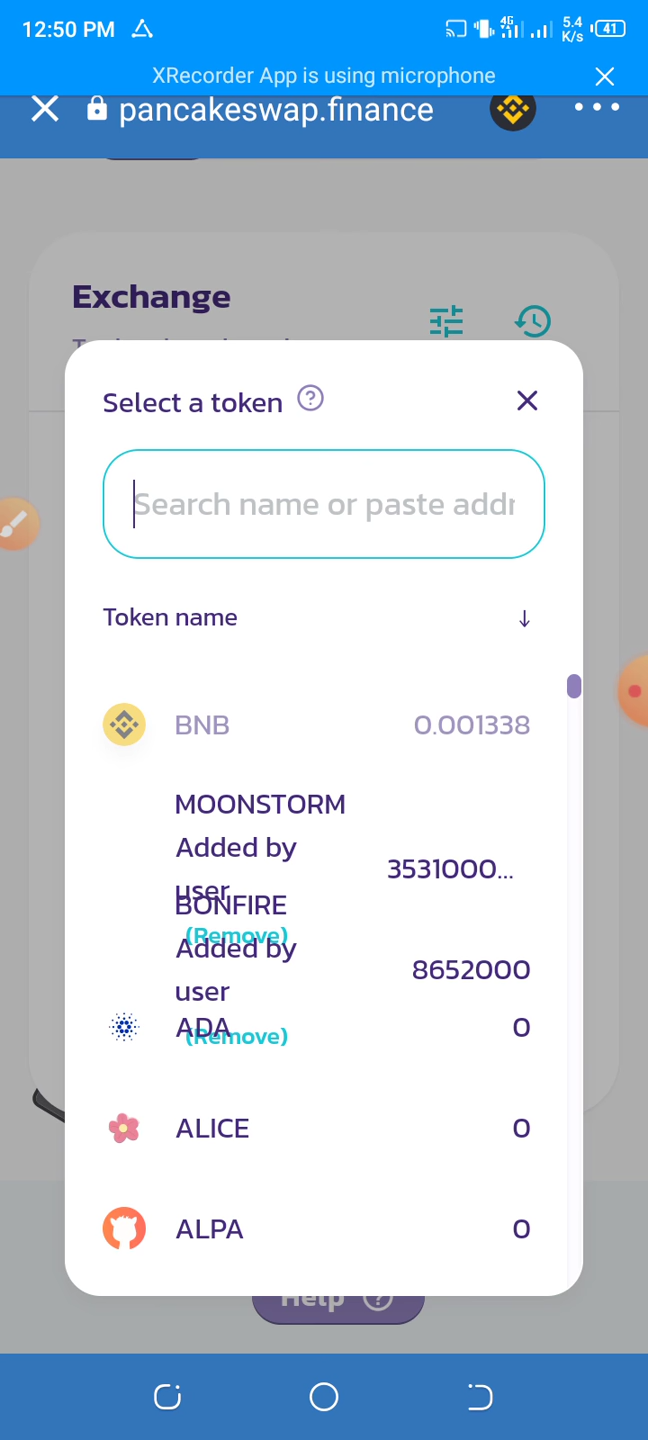 12:50 PM 4G 5.4 K/s 41
XRecorder App is using microphone
pancakeswap.finance
Exchange
Select a token ?
Search name or paste addr
Token name ↓
BNB 0.001338
MOONSTORM
Added by
user
3531000...
(Remove)
BONFIRE
Added by
user
8652000
(Remove)
ADA 0
ALICE 0
ALPA 0
Help ?